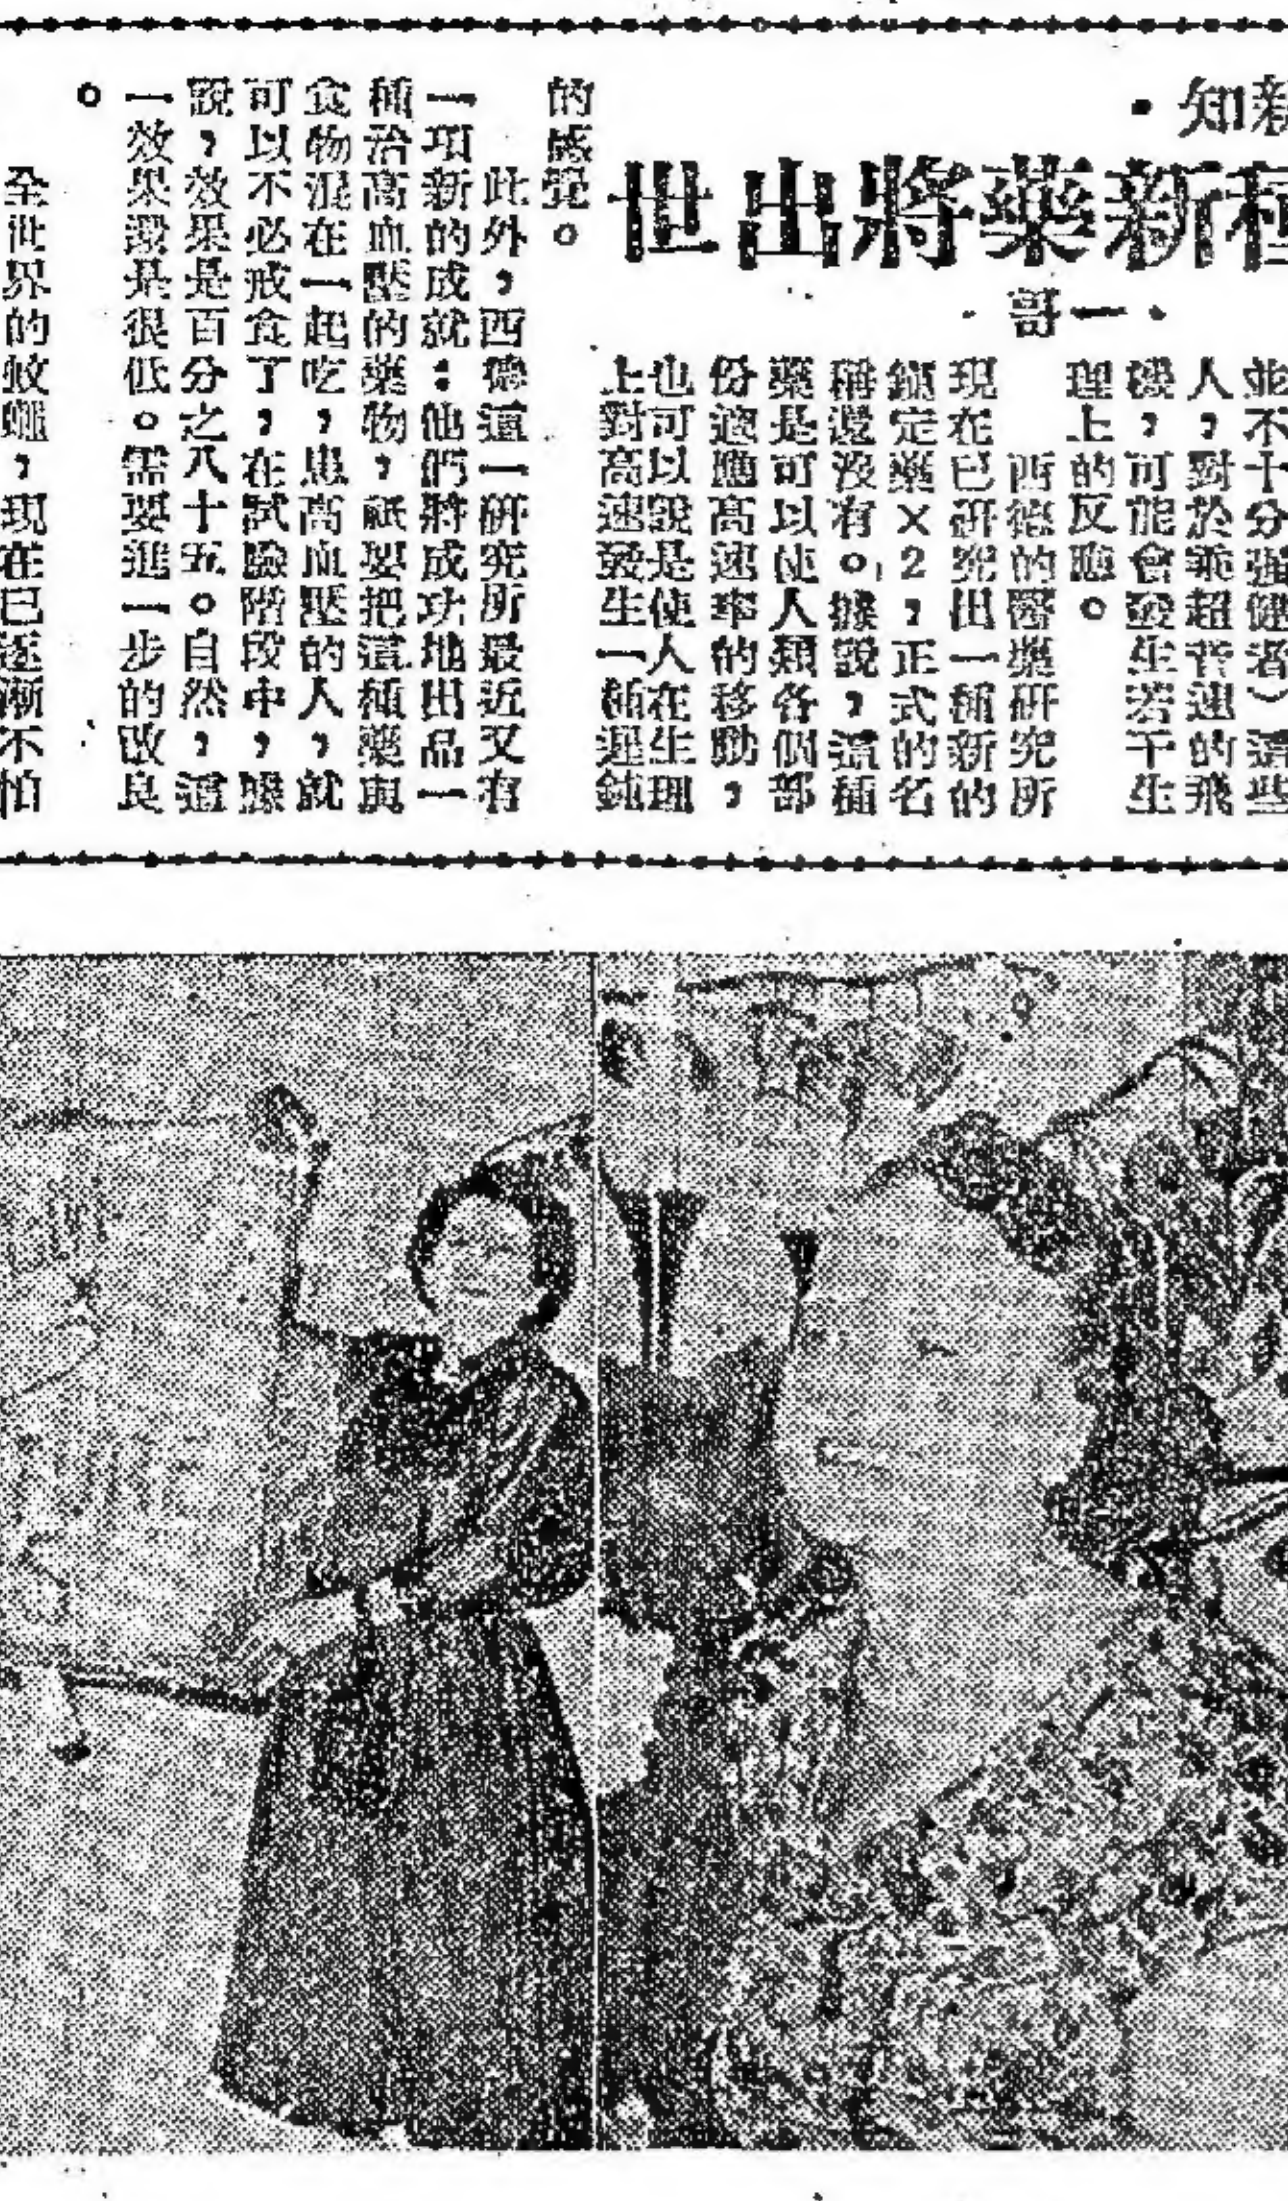 新知·
種新藥將出世
·一哥·
並不十分強健者）這些
人，對於乘超音速的飛
機，可能會發生若干生
理上的反應。
西德的醫藥研究所
現在已研究出一種新的
鎮定藥X2，正式的名
稱還沒有。據說，這種
藥是可以使人類各個部
份適應高速率的移動，
也可以說是使人在生理
上對高速發生一種遲鈍
的感覺。
此外，西德這一研究所最近又有
一項新的成就：他們將成功地出品一
種治高血壓的藥物，祇要把這種藥與
食物混在一起吃，患高血壓的人，就
可以不必戒食了，在試驗階段中，據
說，效果是百分之八十五。自然，這
一效果還是很低。需要進一步的改良
。
全世界的蚊蠅，現在已逐漸不怕